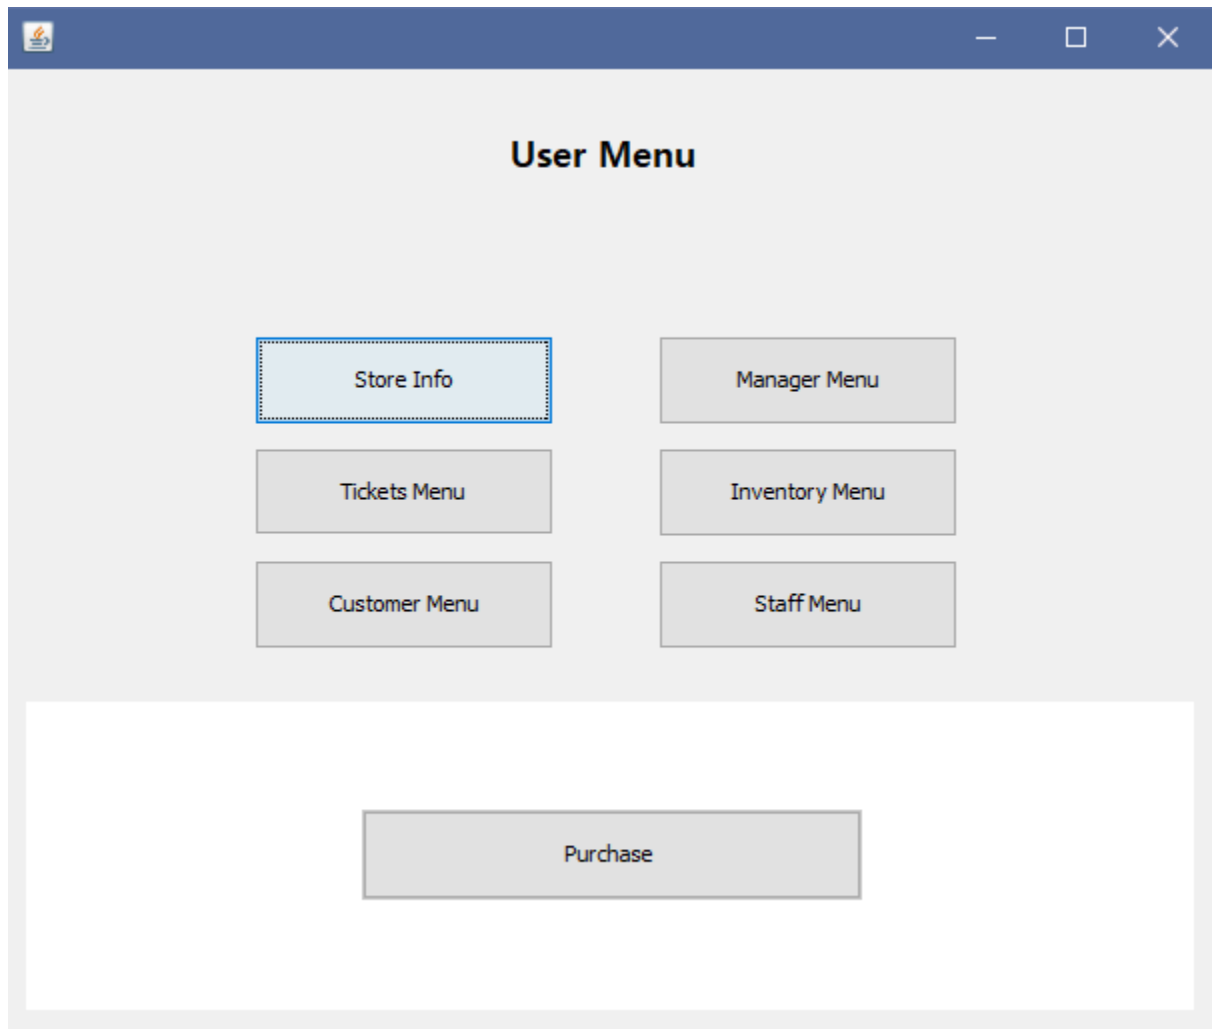 User Menu
Store Info
Manager Menu
Tickets Menu
Inventory Menu
Customer Menu
Staff Menu
Purchase